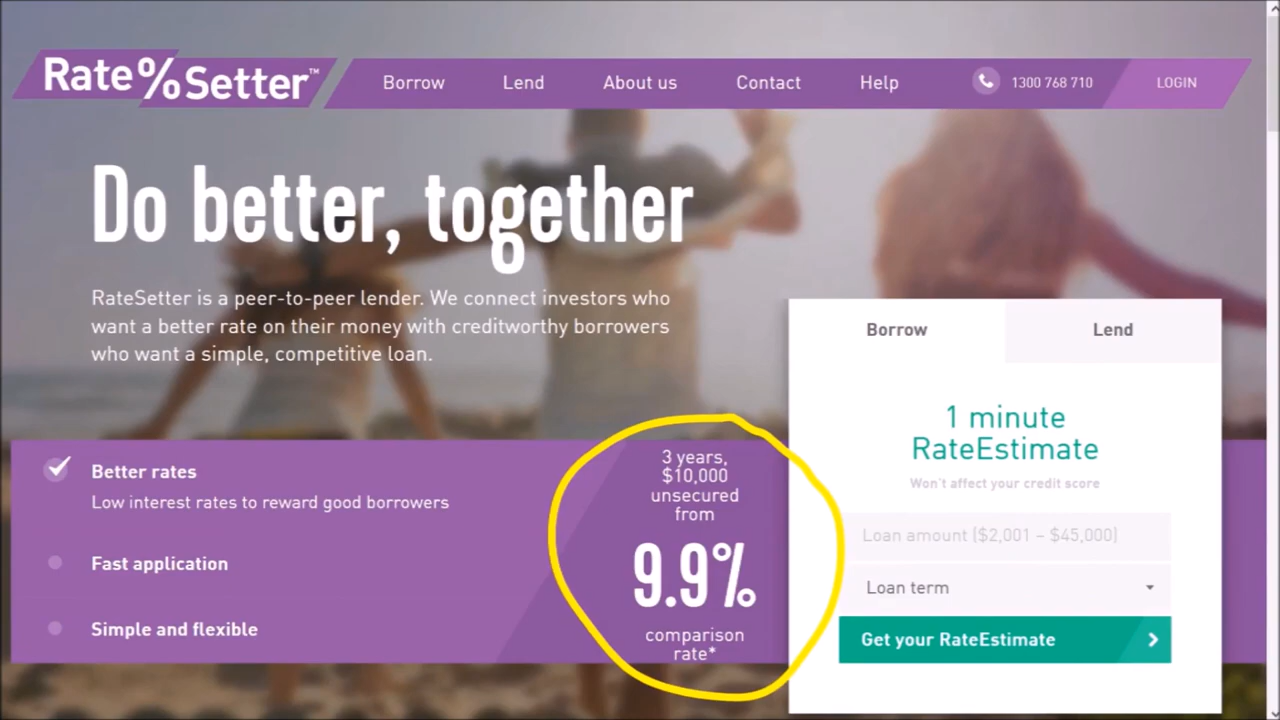 Rate%Setter™
Borrow
Lend
About us
Contact
Help
1300 768 710
LOGIN
Do better, together
RateSetter is a peer-to-peer lender. We connect investors who
want a better rate on their money with creditworthy borrowers
who want a simple, competitive loan.
Better rates
Low interest rates to reward good borrowers
Fast application
Simple and flexible
3 years,
$10,000
unsecured
from
9.9%
comparison
rate*
Borrow
Lend
1 minute
RateEstimate
Won't affect your credit score
Loan amount ($2,001 – $45,000)
Loan term
Get your RateEstimate